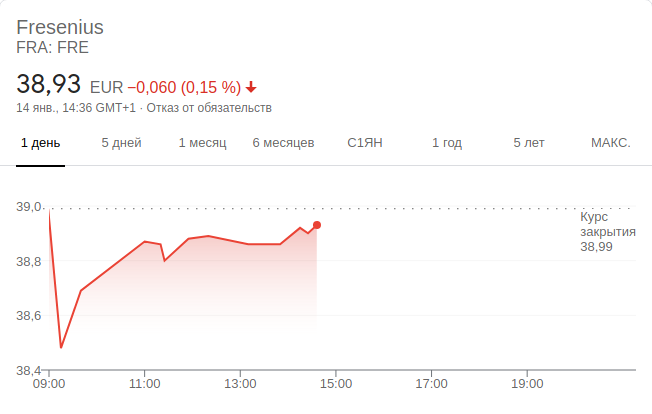 Fresenius
FRA: FRE
38,93 EUR −0,060 (0,15 %)
14 янв., 14:36 GMT+1 · Отказ от обязательств
1 день 5 дней 1 месяц 6 месяцев С1ЯН 1 год 5 лет МАКС.
39,0
Курс
закрытия
38,99
38,8
38,6
38,4
09:00 11:00 13:00 15:00 17:00 19:00